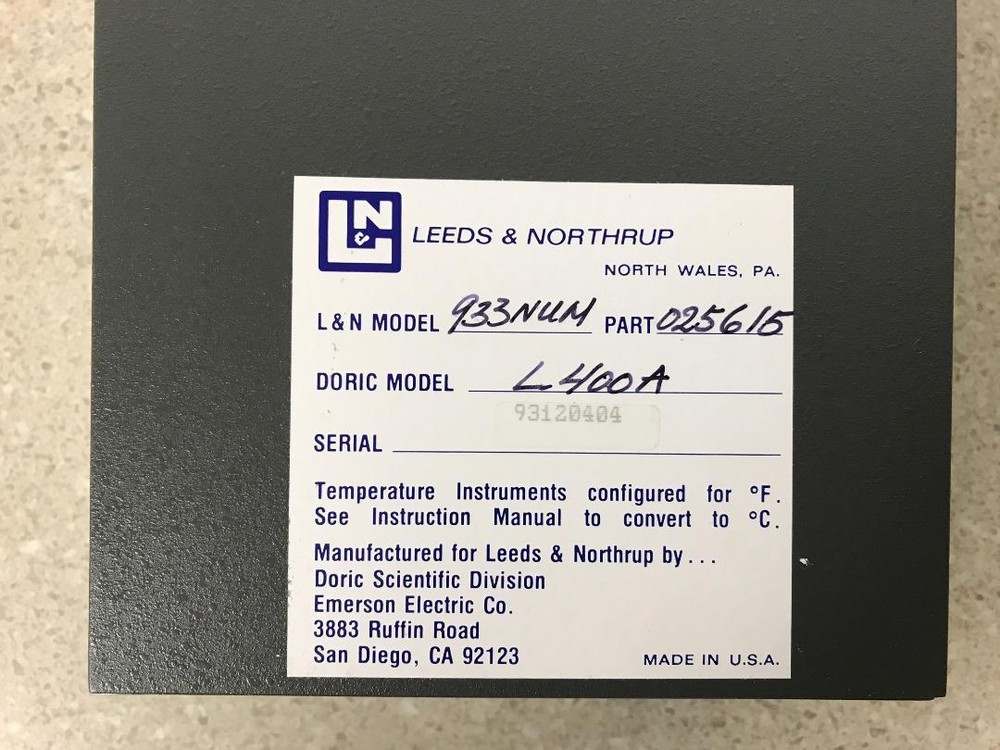 L&N LEEDS & NORTHRUP
NORTH WALES, PA.
L&N MODEL 933NUM PART 025615
DORIC MODEL L400A
93120404
SERIAL
Temperature Instruments configured for °F.
See Instruction Manual to convert to °C.
Manufactured for Leeds & Northrup by...
Doric Scientific Division
Emerson Electric Co.
3883 Ruffin Road
San Diego, CA 92123 MADE IN U.S.A.